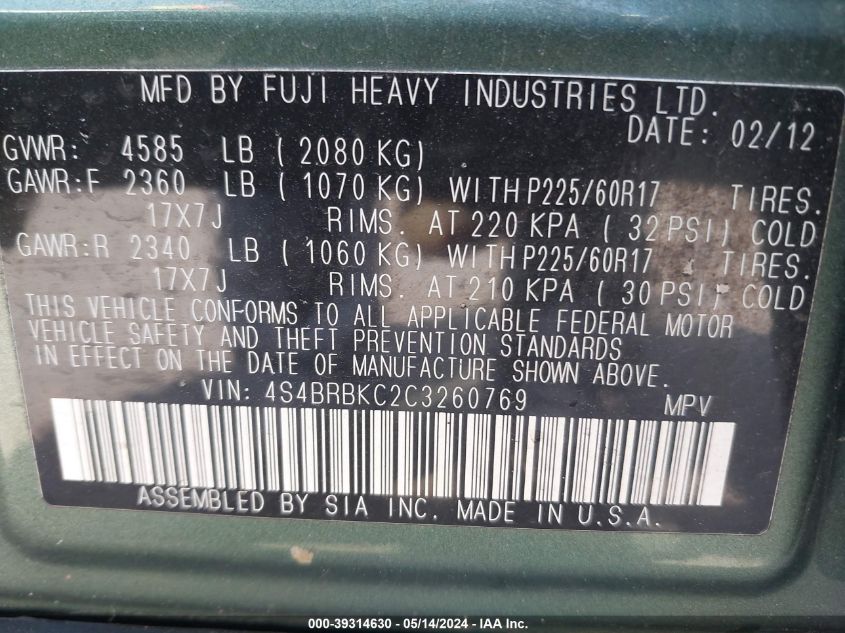 MFD BY FUJI HEAVY INDUSTRIES LTD.
DATE: 02/12
GVWR: 4585 LB ( 2080 KG)
GAWR:F 2360 LB ( 1070 KG) WITH P225/60R17 TIRES.
17X7J RIMS. AT 220 KPA ( 32 PSI) COLD
GAWR:R 2340 LB ( 1060 KG) WITH P225/60R17 TIRES.
17X7J RIMS. AT 210 KPA ( 30 PSI) COLD
THIS VEHICLE CONFORMS TO ALL APPLICABLE FEDERAL MOTOR
VEHICLE SAFETY AND THEFT PREVENTION STANDARDS
IN EFFECT ON THE DATE OF MANUFACTURE SHOWN ABOVE.
VIN: 4S4BRBKC2C3260769 MPV
ASSEMBLED BY SIA INC. MADE IN U.S.A.
000-39314630 - 05/14/2024 - IAA Inc.